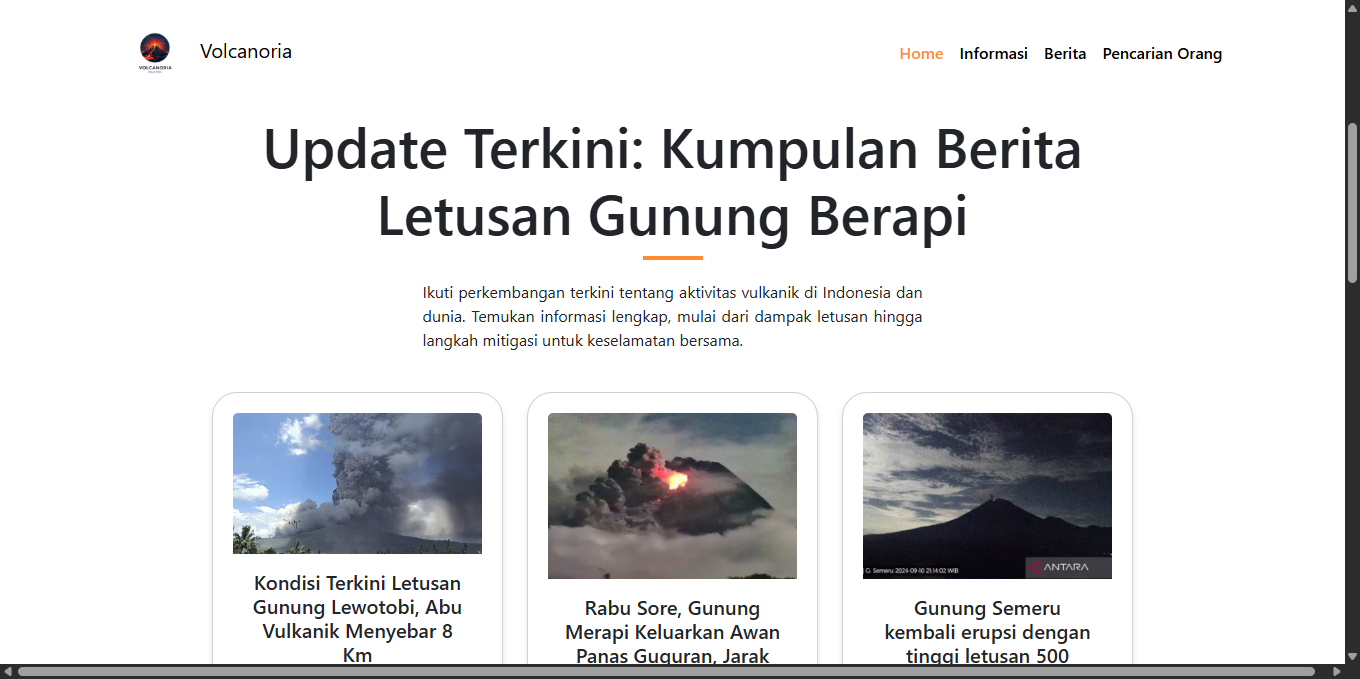 VOLCANORIA
Volcanoria
Home Informasi Berita Pencarian Orang
Update Terkini: Kumpulan Berita
Letusan Gunung Berapi
Ikuti perkembangan terkini tentang aktivitas vulkanik di Indonesia dan
dunia. Temukan informasi lengkap, mulai dari dampak letusan hingga
langkah mitigasi untuk keselamatan bersama.
Kondisi Terkini Letusan
Gunung Lewotobi, Abu
Vulkanik Menyebar 8
Km
Rabu Sore, Gunung
Merapi Keluarkan Awan
Panas Guguran, Jarak
G. Semeru 2024-09-10 21:14:02 WIB
ANTARA
Gunung Semeru
kembali erupsi dengan
tinggi letusan 500